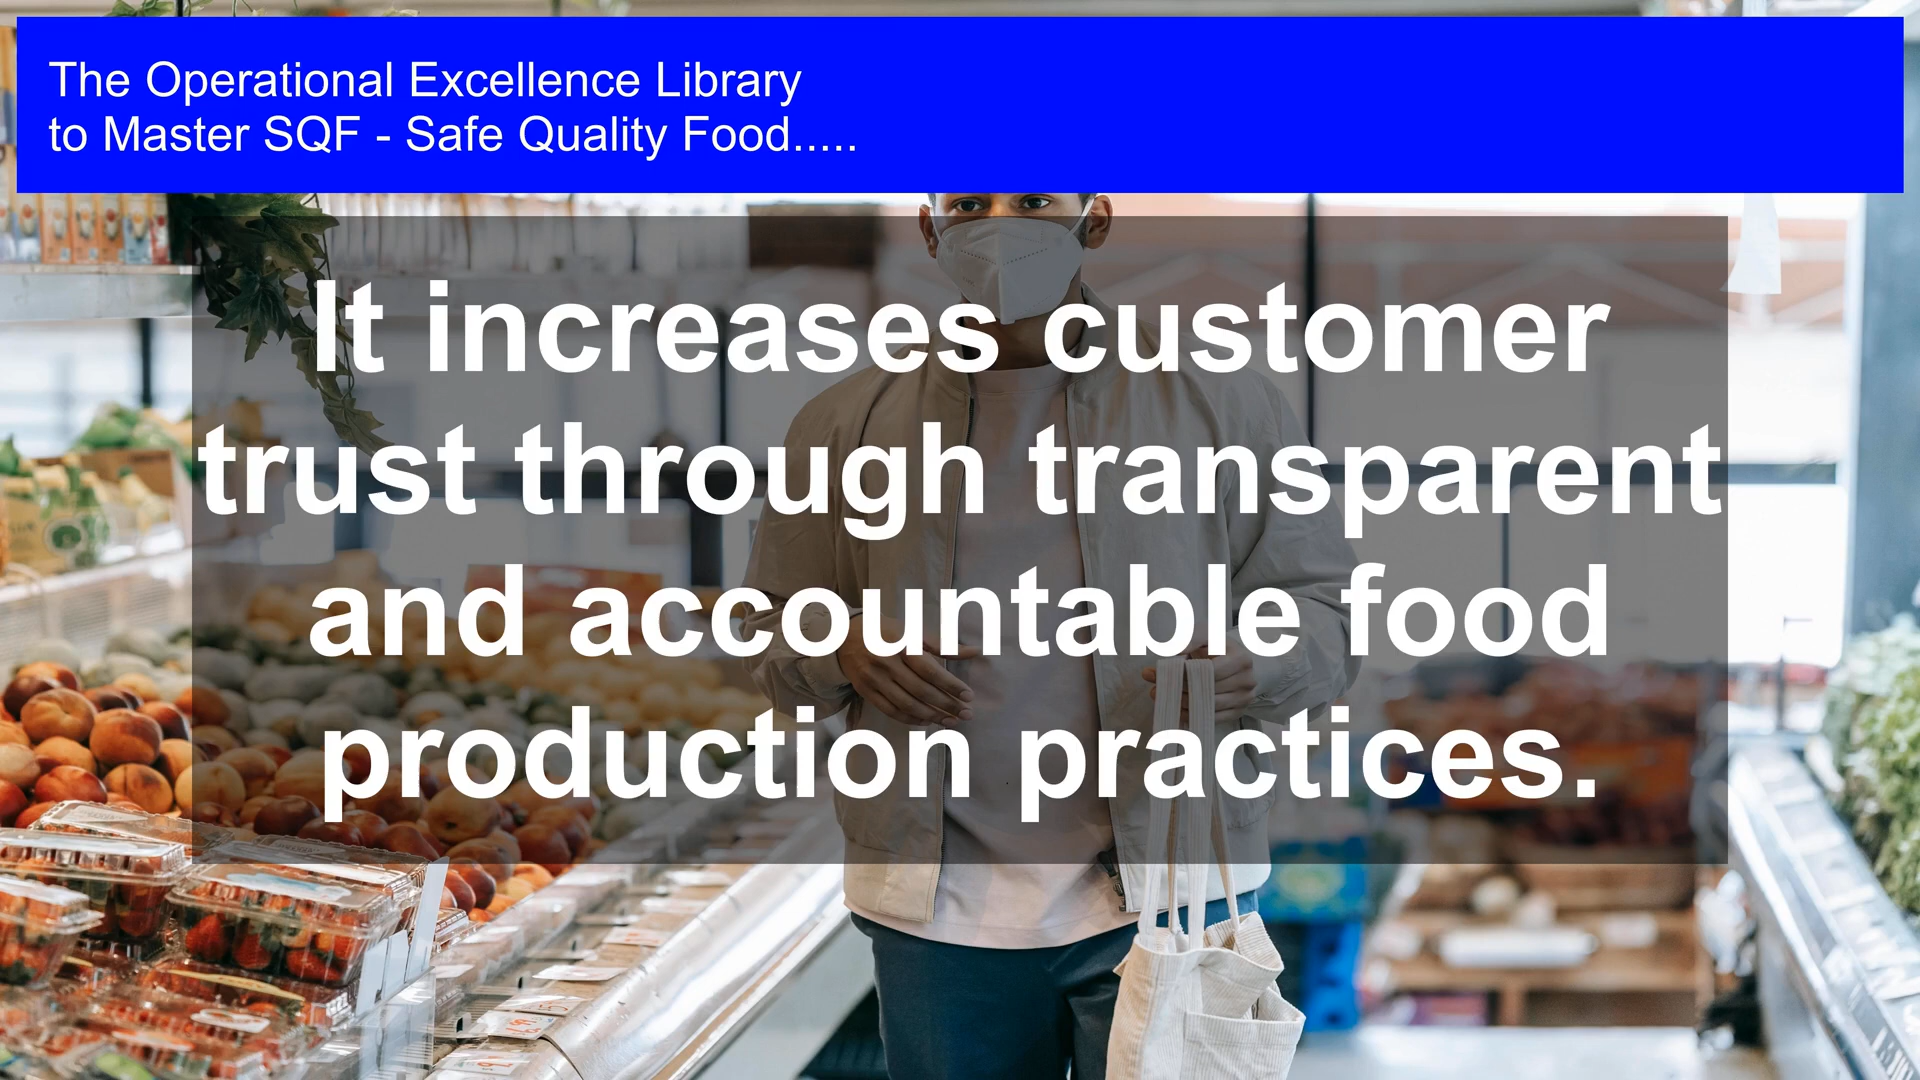 The Operational Excellence Library
to Master SQF - Safe Quality Food.....
It increases customer
trust through transparent
and accountable food
production practices.